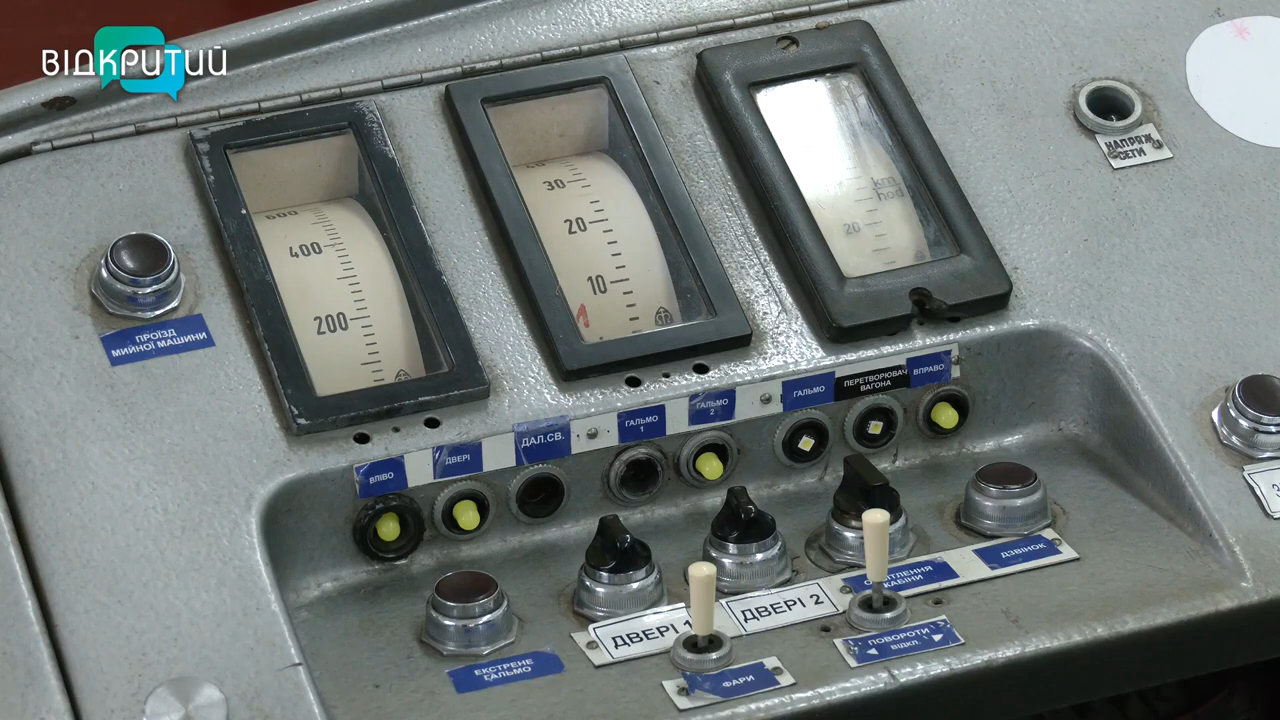 ВІДКРИТИЙ
НАПРЯЖ
СЕТИ
600
400
200
40
30
20
10
km
hod
20
ПРОЇЗД
МИЙНОЇ МАШИНИ
ВЛІВО
ДВЕРІ
ДАЛ.СВ.
ГАЛЬМО
1
ГАЛЬМО
2
ГАЛЬМО
ПЕРЕТВОРЮВАЧ
ВАГОНА
ВПРАВО
ЕКСТРЕНЕ
ГАЛЬМО
ДВЕРІ 1
ДВЕРІ 2
КАБІНИ
ДЗВІНОК
ФАРИ
ПОВОРОТИ
ВІДКЛ.